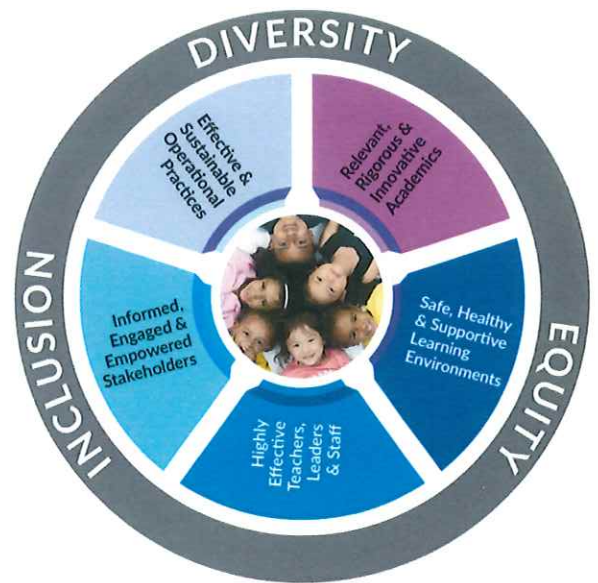 DIVERSITY
EQUITY
INCLUSION
Relevant,
Rigorous &
Innovative
Academics
Safe, Healthy
& Supportive
Learning
Environments
Highly
Effective
Teachers,
Leaders
& Staff
Informed,
Engaged &
Empowered
Stakeholders
Effective &
Sustainable
Operational
Practices